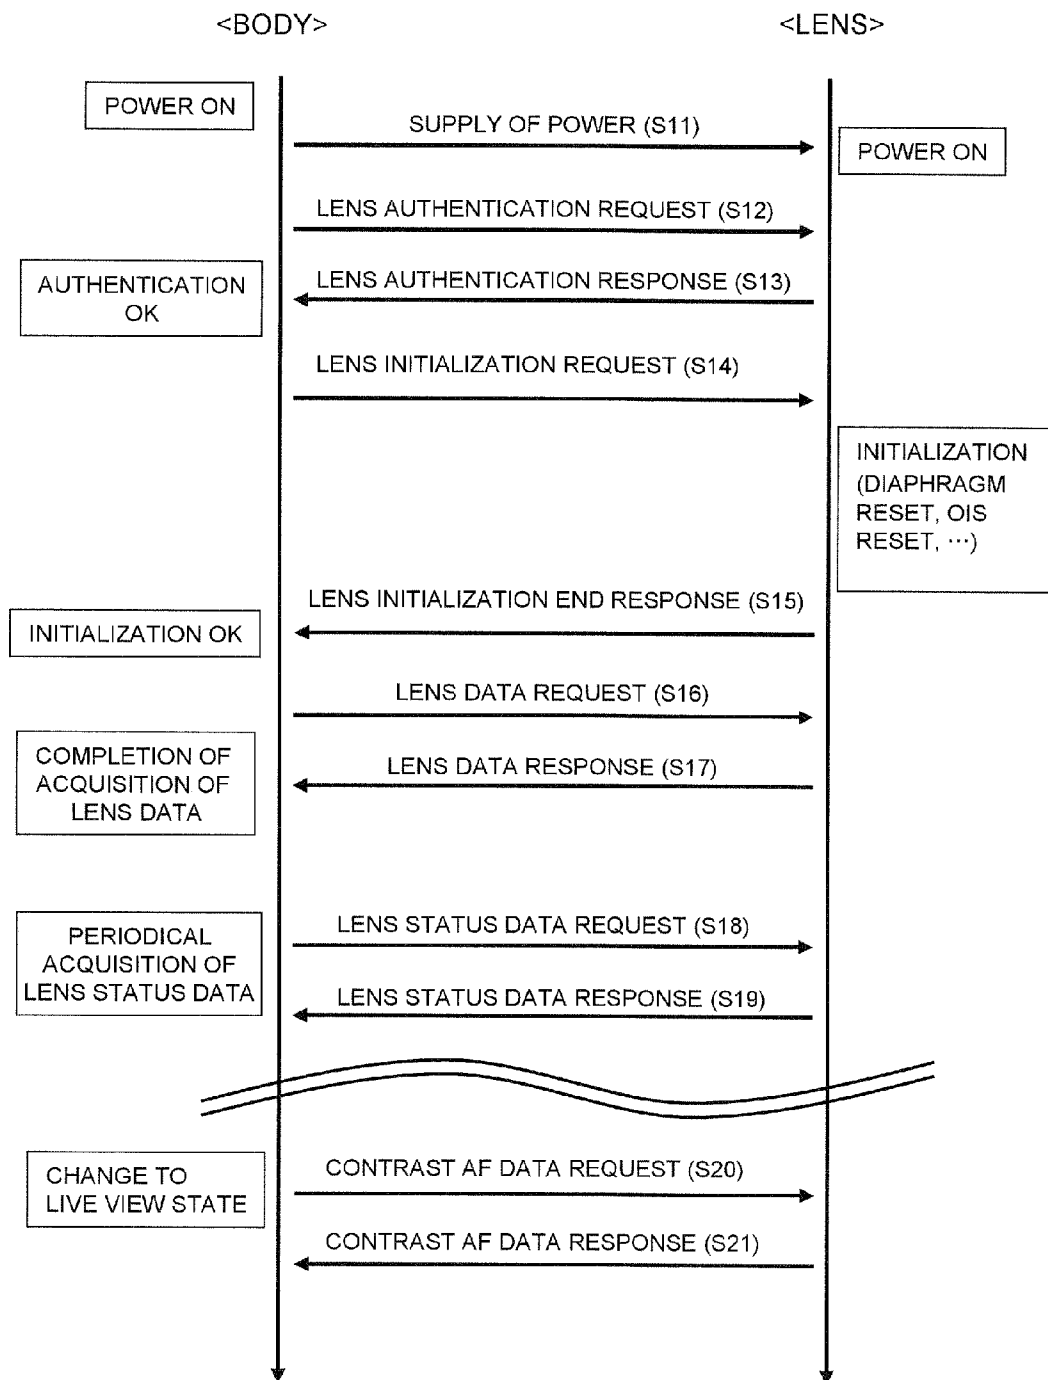 <BODY>
<LENS>
POWER ON
SUPPLY OF POWER (S11)
POWER ON
LENS AUTHENTICATION REQUEST (S12)
AUTHENTICATION
OK
LENS AUTHENTICATION RESPONSE (S13)
LENS INITIALIZATION REQUEST (S14)
INITIALIZATION
(DIAPHRAGM
RESET, OIS
RESET, ···)
LENS INITIALIZATION END RESPONSE (S15)
INITIALIZATION OK
LENS DATA REQUEST (S16)
COMPLETION OF
ACQUISITION OF
LENS DATA
LENS DATA RESPONSE (S17)
LENS STATUS DATA REQUEST (S18)
PERIODICAL
ACQUISITION OF
LENS STATUS DATA
LENS STATUS DATA RESPONSE (S19)
CHANGE TO
LIVE VIEW STATE
CONTRAST AF DATA REQUEST (S20)
CONTRAST AF DATA RESPONSE (S21)